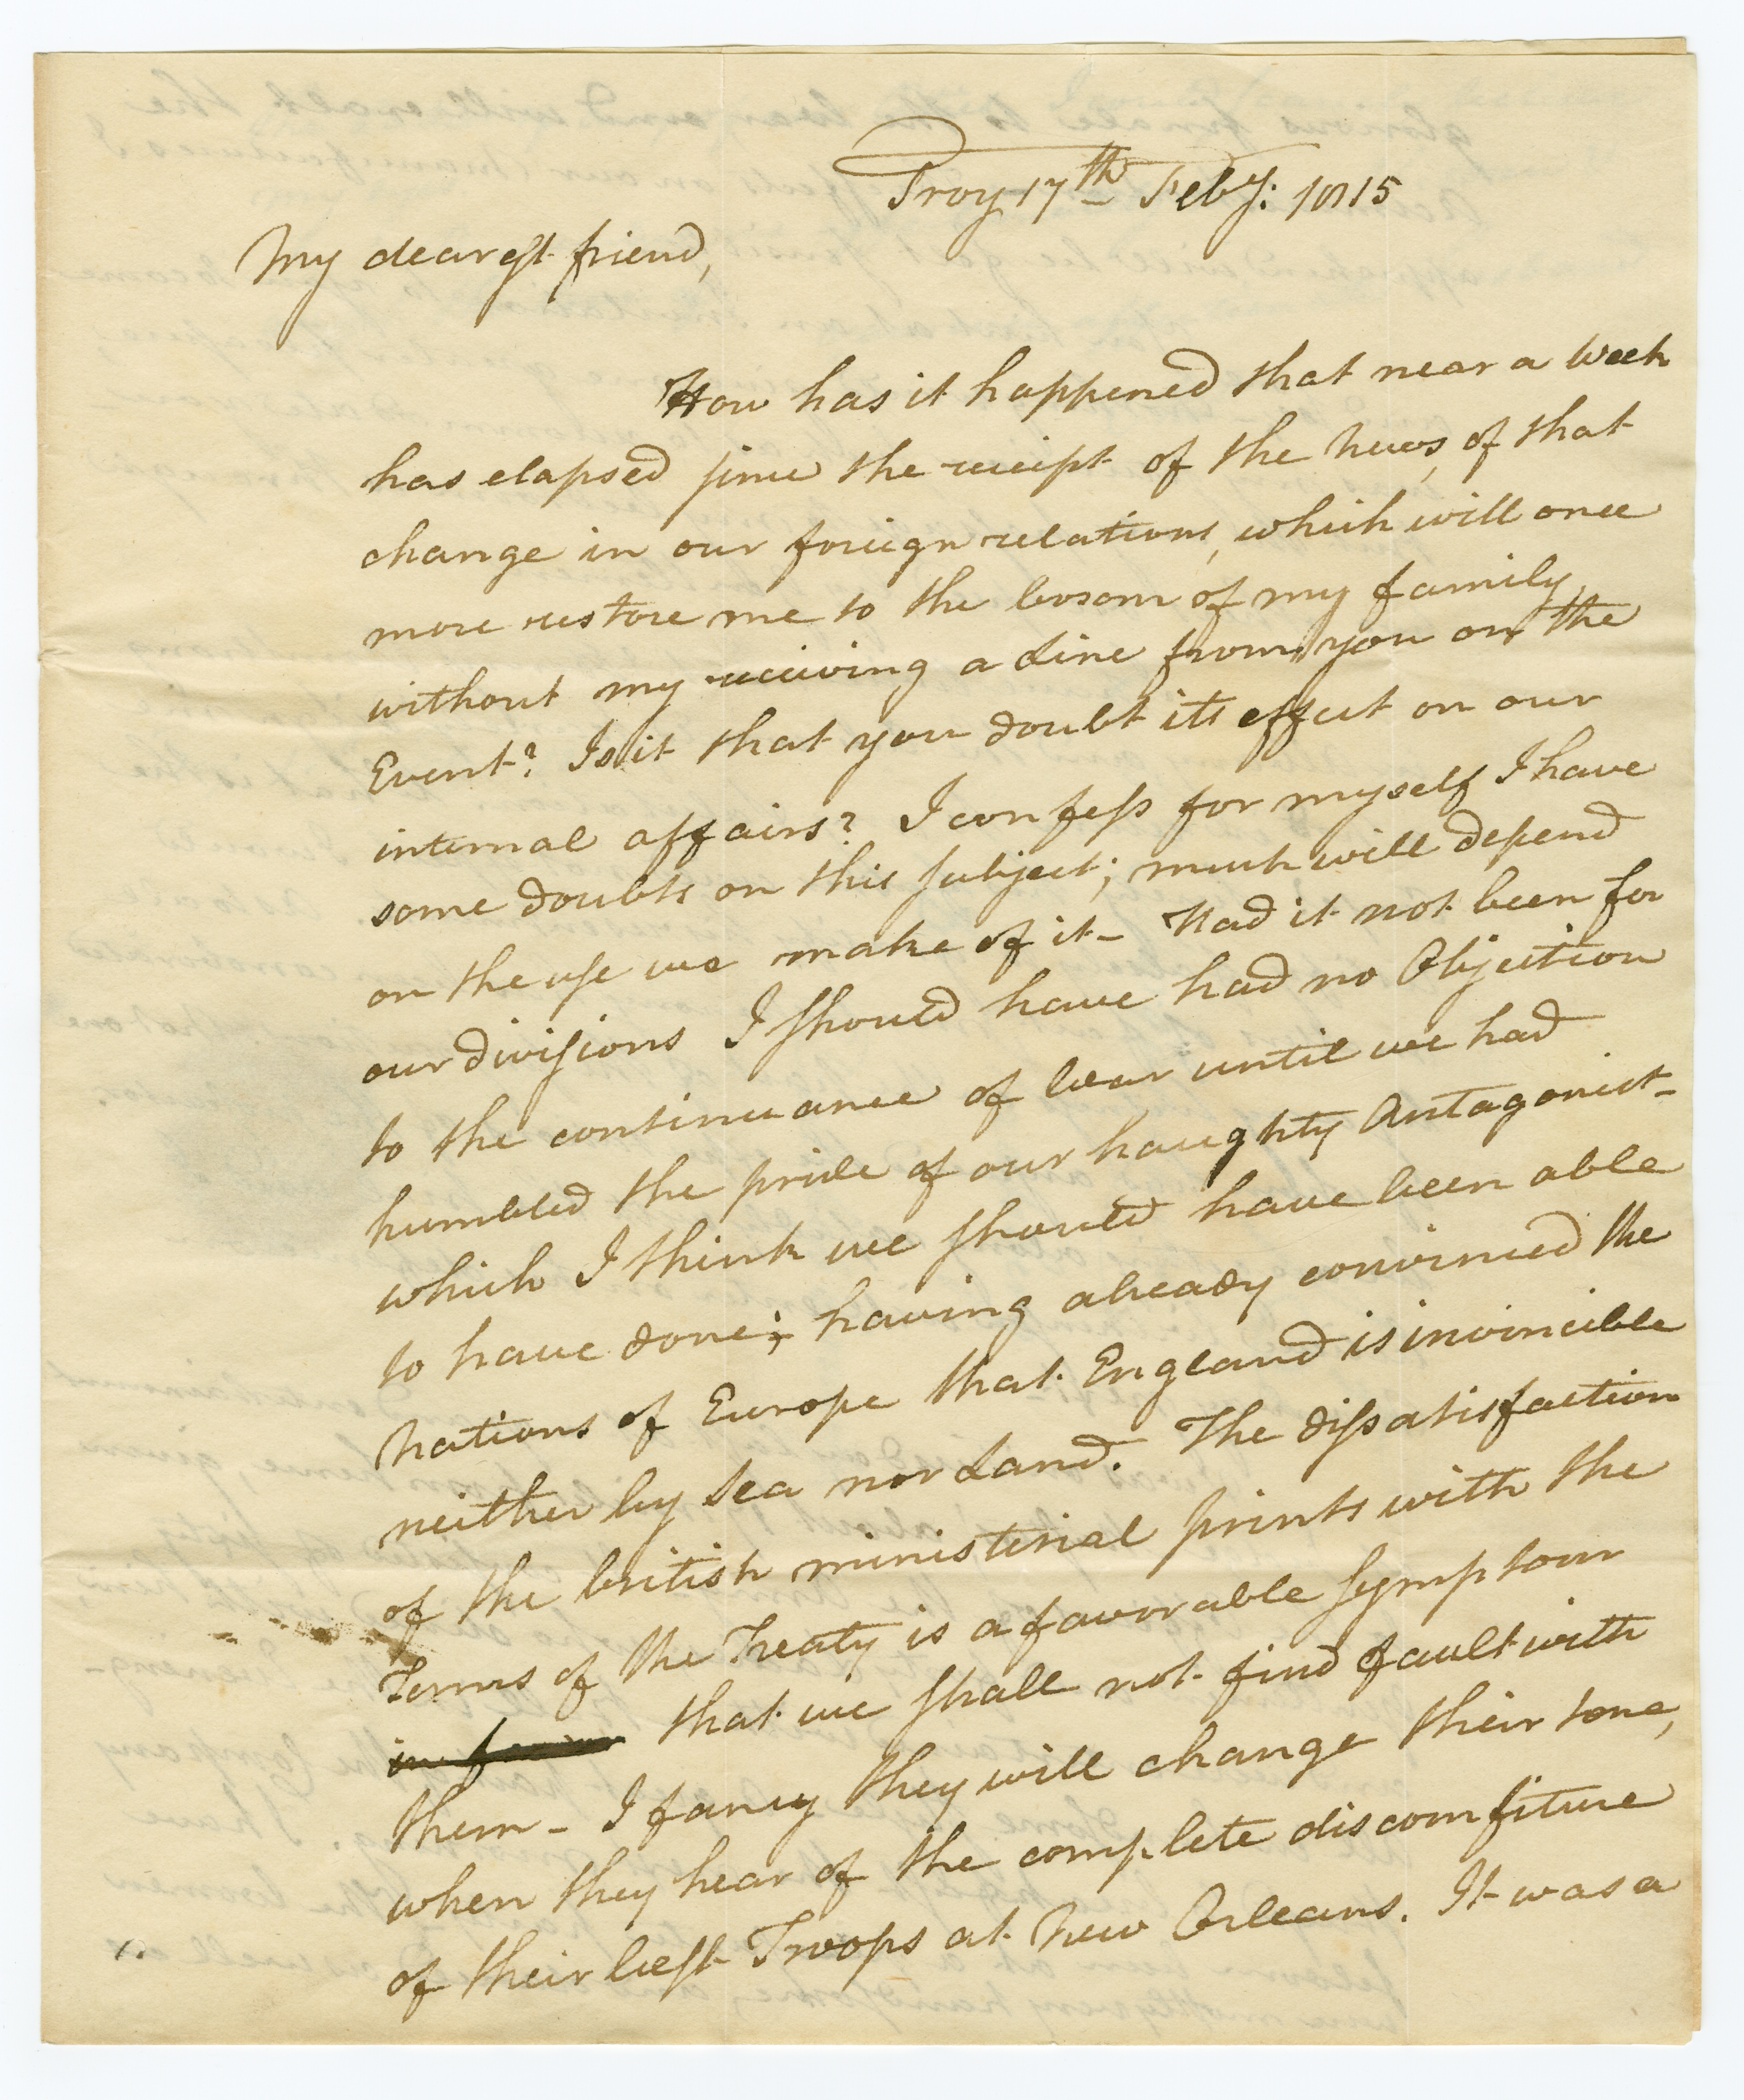 Troy 17th Feby: 1815
My dearest friend,
How has it happened that near a week
has elapsed since the receipt of the news, of that
change in our foreign relations, which will once
more restore me to the bosom of my family,
without my receiving a Line from you on the
Event? Is it that you doubt its effect on our
internal affairs? I confess for myself I have
some doubts on this subject; much will depend
on the use we make of it - Had it not been for
our divisions I should have had no Objection
to the continuance of war until we had
humbled the pride of our haughty Antagonist -
which I think we should have been able
to have done; having already convinced the
Nations of Europe that England is invincible
neither by Sea nor Land. The dissatisfaction
of the british ministerial prints with the
Terms of the Treaty is a favorable symptom
in favor that we shall not find fault with
them - I fancy they will change their tone,
when they hear of the complete discomfiture
of their best Troops at New Orleans. It was a
1.